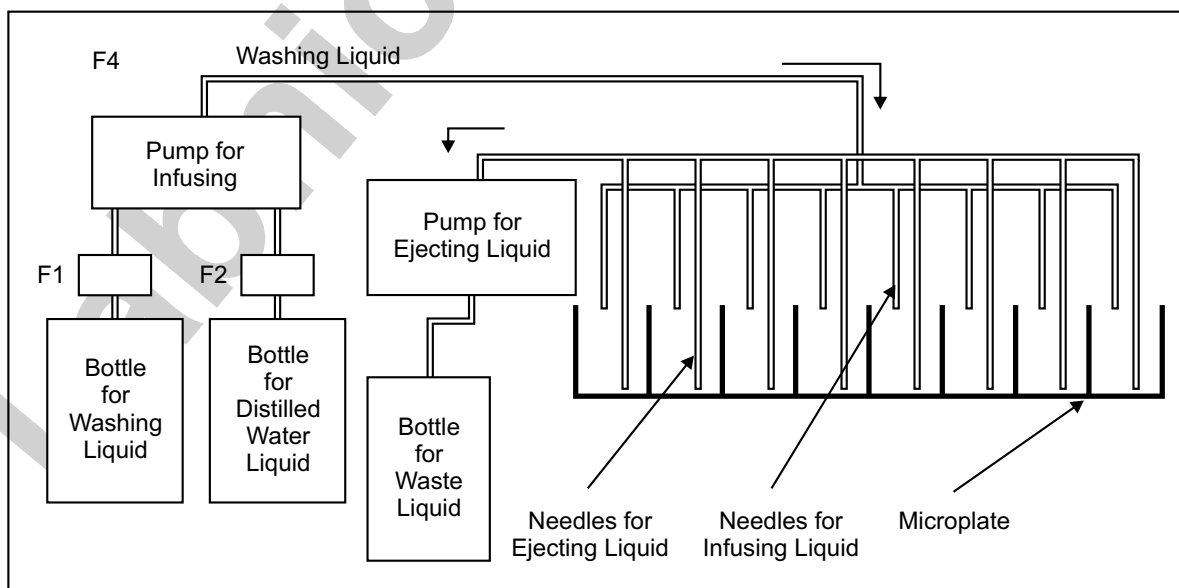 F4
Washing Liquid
Pump for
Infusing
Pump for
Ejecting Liquid
F1
F2
Bottle
for
Washing
Liquid
Bottle
for
Distilled
Water
Liquid
Bottle
for
Waste
Liquid
Needles for
Ejecting Liquid
Needles for
Infusing Liquid
Microplate